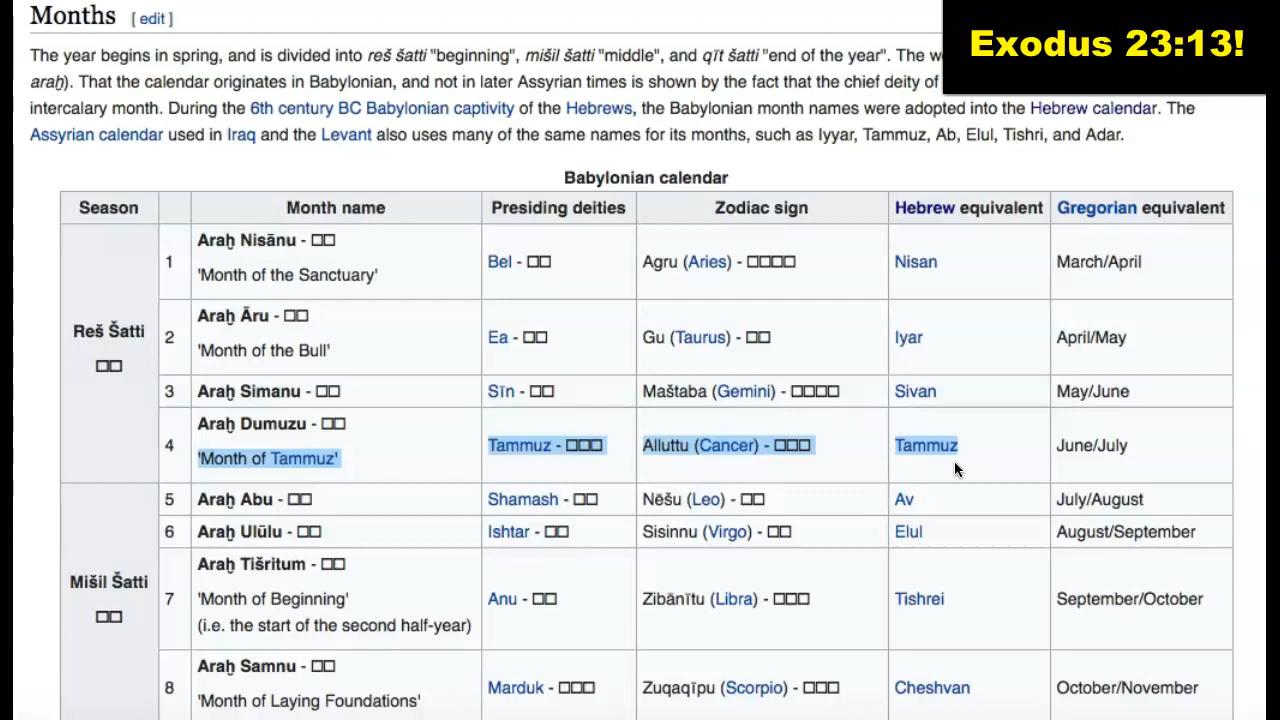 Months [ edit ]
Exodus 23:13!
The year begins in spring, and is divided into reš šatti "beginning", mišil šatti "middle", and qīt šatti "end of the year". The
araḫ). That the calendar originates in Babylonian, and not in later Assyrian times is shown by the fact that the chief deity of
intercalary month. During the 6th century BC Babylonian captivity of the Hebrews, the Babylonian month names were adopted into the Hebrew calendar. The
Assyrian calendar used in Iraq and the Levant also uses many of the same names for its months, such as Iyyar, Tammuz, Ab, Elul, Tishri, and Adar.
Babylonian calendar
Season Month name Presiding deities Zodiac sign Hebrew equivalent Gregorian equivalent
Reš Šatti
1 Araḫ Nisānu - 'Month of the Sanctuary' Bel - Agru (Aries) - Nisan March/April
2 Araḫ Āru - 'Month of the Bull' Ea - Gu (Taurus) - Iyar April/May
3 Araḫ Simanu - Sīn - Maštaba (Gemini) - Sivan May/June
4 Araḫ Dumuzu - 'Month of Tammuz' Tammuz - Alluttu (Cancer) - Tammuz June/July
Mišil Šatti
5 Araḫ Abu - Shamash - Nēšu (Leo) - Av July/August
6 Araḫ Ulūlu - Ishtar - Sisinnu (Virgo) - Elul August/September
7 Araḫ Tišritum - 'Month of Beginning' (i.e. the start of the second half-year) Anu - Zibānītu (Libra) - Tishrei September/October
8 Araḫ Samnu - 'Month of Laying Foundations' Marduk - Zuqaqīpu (Scorpio) - Cheshvan October/November